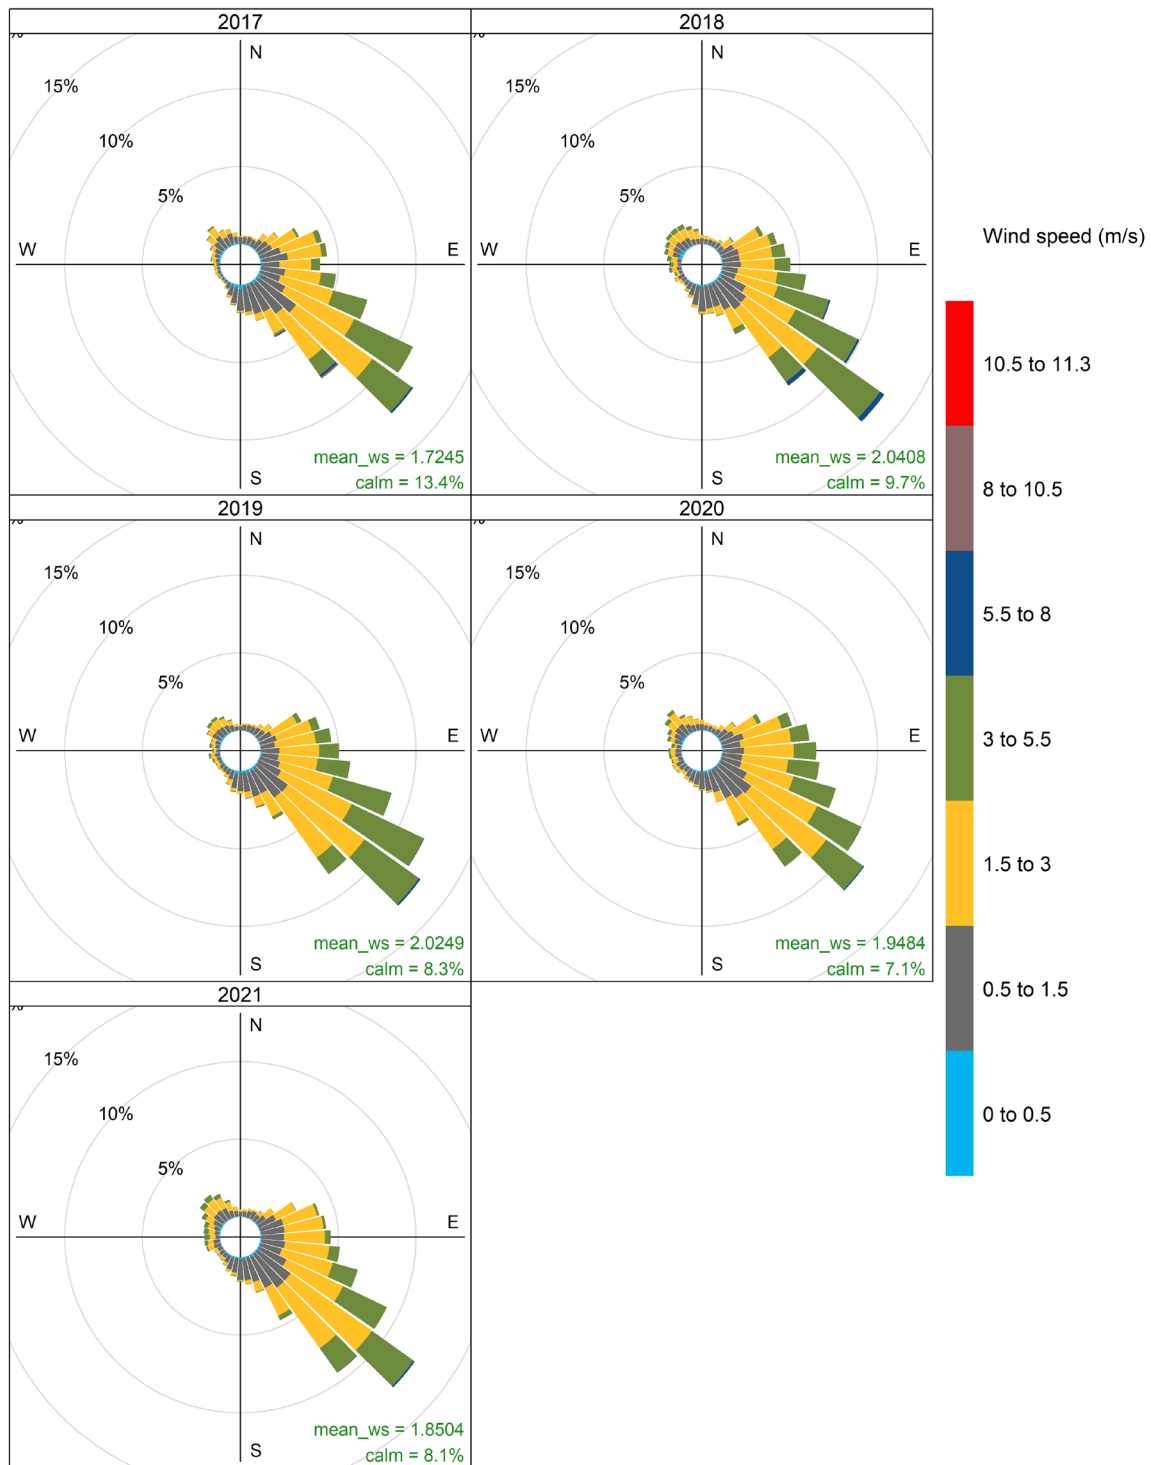 2017
2018
%
N
15%
10%
5%
W
E
S
mean_ws = 1.7245
calm = 13.4%
%
N
15%
10%
5%
W
E
S
mean_ws = 2.0408
calm = 9.7%
2019
2020
%
N
15%
10%
5%
W
E
S
mean_ws = 2.0249
calm = 8.3%
%
N
15%
10%
5%
W
E
S
mean_ws = 1.9484
calm = 7.1%
2021
%
N
15%
10%
5%
W
E
S
mean_ws = 1.8504
calm = 8.1%
Wind speed (m/s)
10.5 to 11.3
8 to 10.5
5.5 to 8
3 to 5.5
1.5 to 3
0.5 to 1.5
0 to 0.5